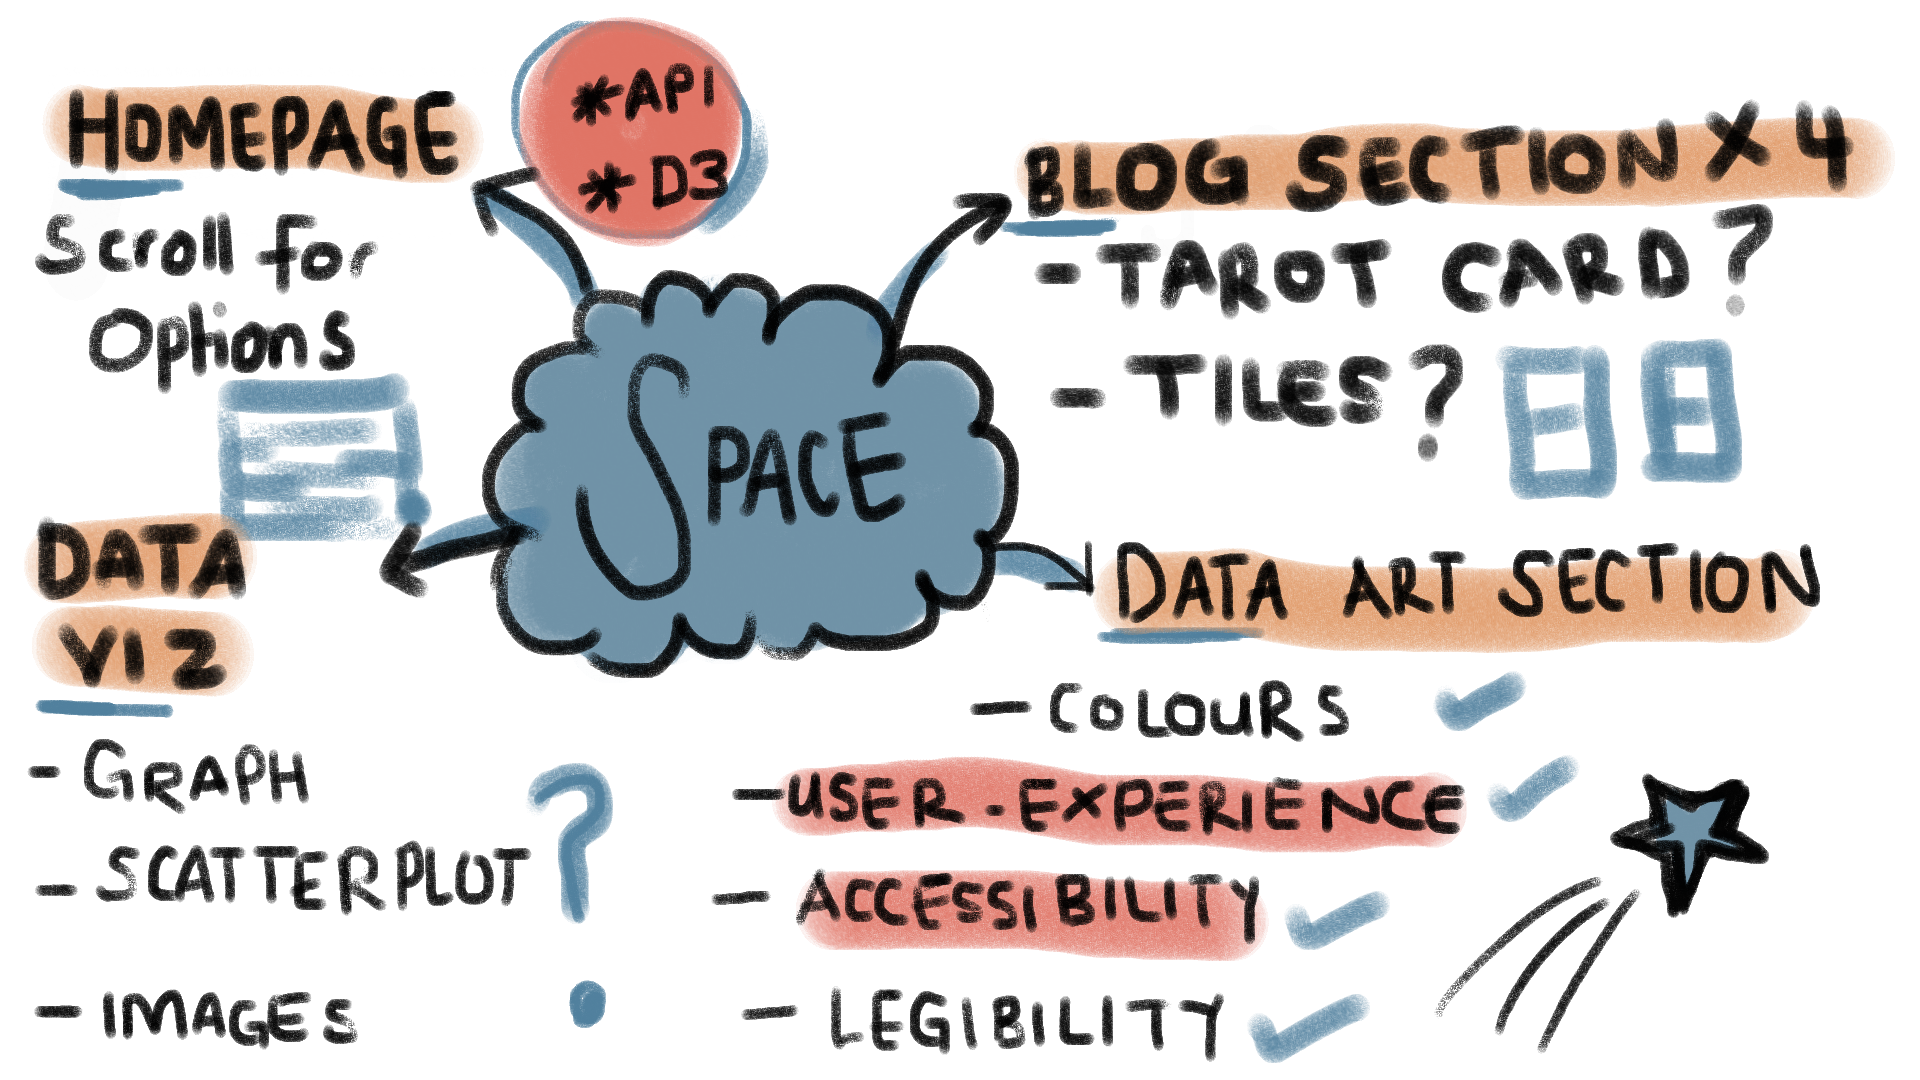 HOMEPAGE
Scroll for
Options
*API
* D3
BLOG SECTION X 4
- TAROT CARD?
- TILES?
SPACE
DATA
VIZ
- GRAPH
- SCATTERPLOT
- IMAGES
?
DATA ART SECTION
- COLOURS ✓
- USER-EXPERIENCE ✓
- ACCESSIBILITY ✓
- LEGIBILITY ✓